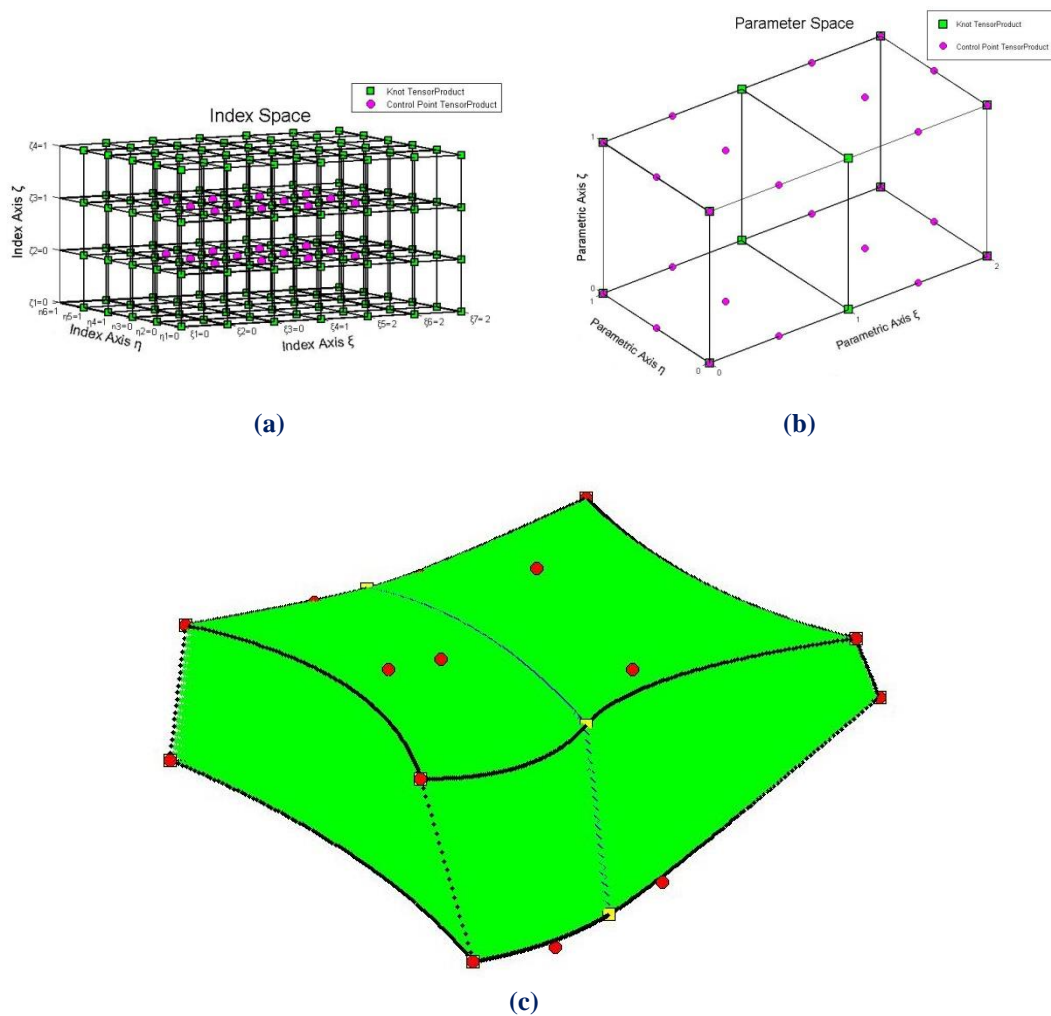 Knot TensorProduct
Control Point TensorProduct
Index Space
Index Axis ζ
ζ4=1
ζ3=1
ζ2=0
ζ1=0
η6=1
η5=1
η4=1
η3=0
η2=0
η1=0
Index Axis η
ξ1=0
ξ2=0
ξ3=0
ξ4=1
ξ5=2
ξ6=2
ξ7=2
Index Axis ξ
(a)
Parameter Space
Knot TensorProduct
Control Point TensorProduct
Parametric Axis ζ
1
0
1
Parametric Axis η
0
0
1
2
Parametric Axis ξ
(b)
(c)